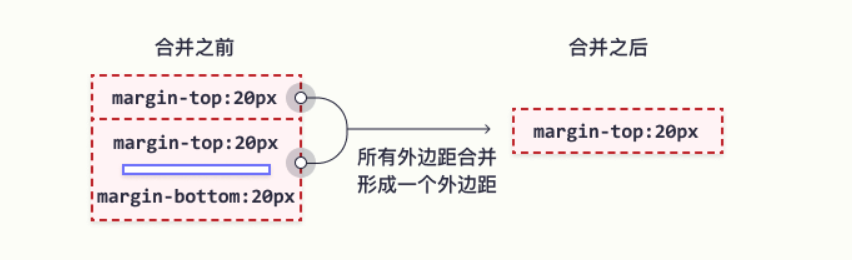 合并之前
合并之后
margin-top:20px
margin-top:20px
margin-bottom:20px
所有外边距合并
形成一个外边距
margin-top:20px